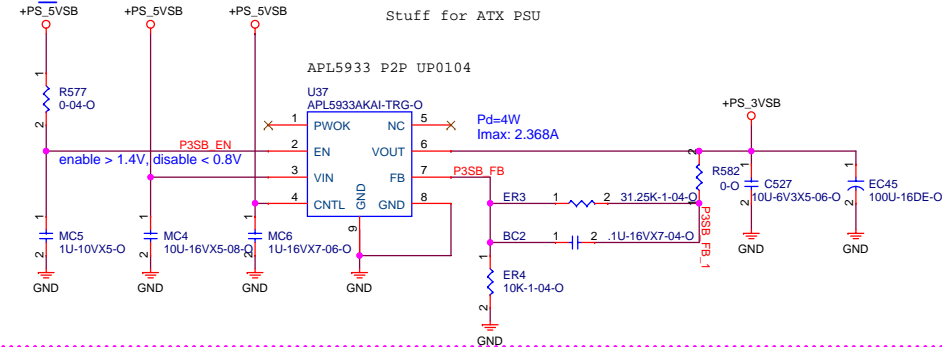 +PS_5VSB +PS_5VSB +PS_5VSB
Stuff for ATX PSU
APL5933 P2P UP0104
U37
APL5933AKAI-TRG-O
1
R577
0-04-O
2
P3SB_EN
enable > 1.4V, disable < 0.8V
1 PWOK NC 5
2 EN VOUT 6
3 VIN FB 7
4 CNTL GND GND 8
9
Pd=4W
Imax: 2.368A
P3SB_FB
+PS_3VSB
2
R582
0-O
1
P3SB_FB_1
ER3 1 2 31.25K-1-04-O
BC2 1 2 .1U-16VX7-04-O
1
ER4
10K-1-04-O
2
GND
1
C527
10U-6V3X5-06-O
2
GND
1
EC45
100U-16DE-O
2
GND
1
MC5
1U-10VX5-O
2
GND
1
MC4
10U-16VX5-08-O
2
GND
1
MC6
1U-16VX7-06-O
2
GND
GND